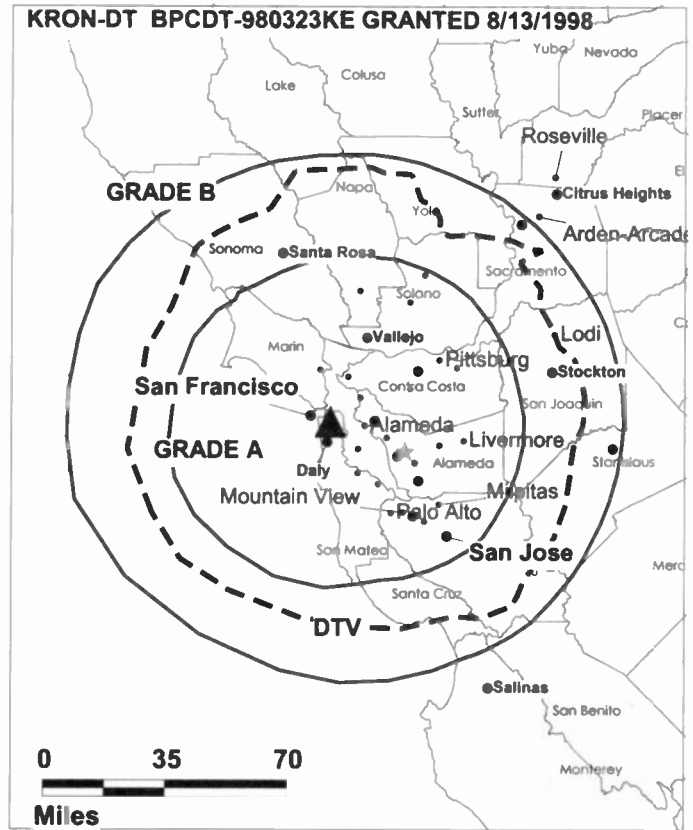 KRON-DT BPCDT-980323KE GRANTED 8/13/1998
Yuba
Nevada
Colusa
Lake
Sutter
Placer
Roseville
GRADE B
Napa
Citrus Heights
Yolo
Arden-Arcade
Sonoma
Santa Rosa
Sacramento
Solano
Lodi
Vallejo
Marin
Pittsburg
Stockton
Contra Costa
San Francisco
San Joaquin
Alameda
Livermore
GRADE A
Daly
Alameda
Stanislaus
Mountain View
Milpitas
Palo Alto
San Mateo
San Jose
Merc
Santa Cruz
DTV
Salinas
San Benito
0 35 70
Monterey
Miles